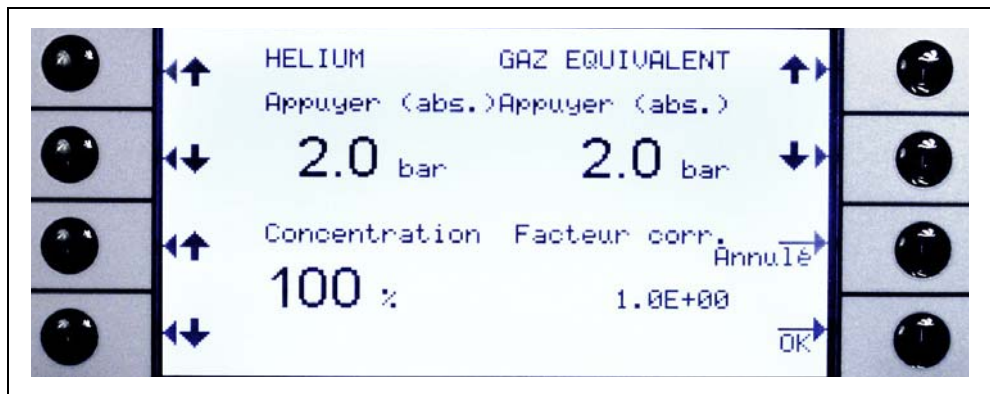 HELIUM GAZ EQUIVALENT
Appuyer (abs.) Appuyer (abs.)
2.0 bar 2.0 bar
Concentration Facteur corr.
Annulé
100 % 1.0E+00
OK